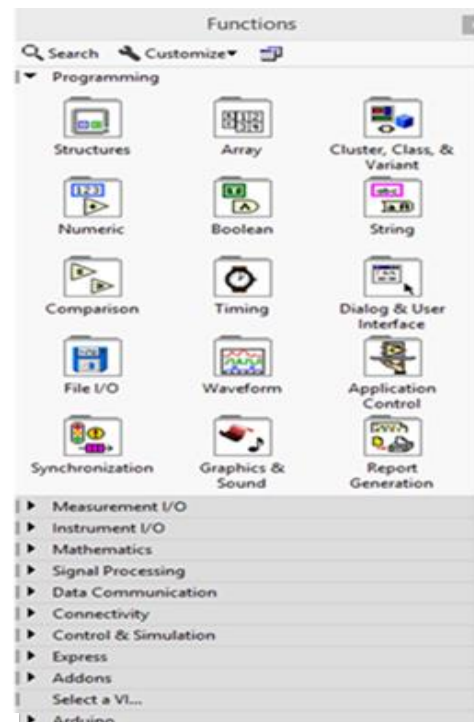 Functions
Search Customize
Programming
Structures Array Cluster, Class, &
Variant
Numeric Boolean String
Comparison Timing Dialog & User
Interface
File I/O Waveform Application
Control
Synchronization Graphics & Report
Sound Generation
Measurement I/O
Instrument I/O
Mathematics
Signal Processing
Data Communication
Connectivity
Control & Simulation
Express
Addons
Select a VI...
Arduino